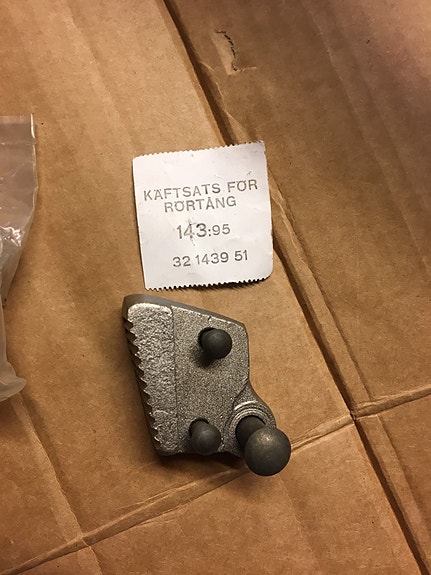 KÄFTSATS FÖR
RÖRTÅNG
143:95
32 1439 51